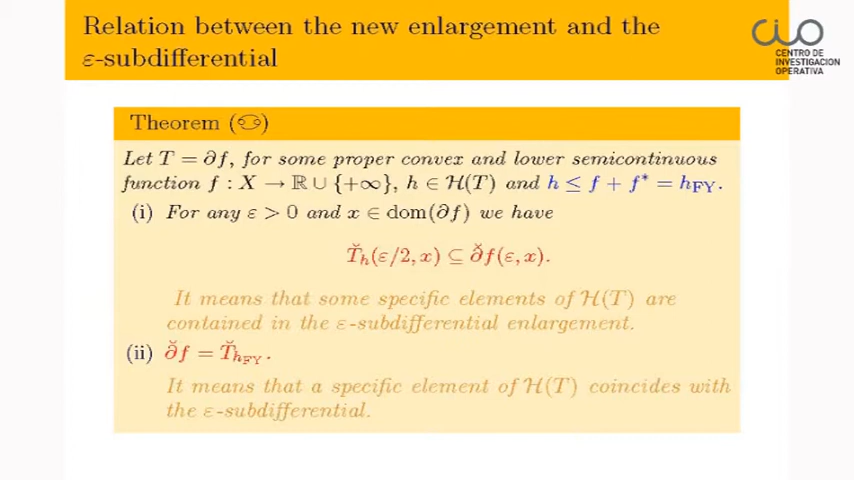 Relation between the new enlargement and the
ε-subdifferential
CIO
CENTRO DE
INVESTIGACION
OPERATIVA
Theorem (♋)
Let T = ∂f, for some proper convex and lower semicontinuous
function f : X → ℝ ∪ {+∞}, h ∈ ℋ(T) and h ≤ f + f* = h_FY.
(i) For any ε > 0 and x ∈ dom(∂f) we have
T̆_h(ε/2, x) ⊆ ∂̆f(ε, x).
It means that some specific elements of ℋ(T) are
contained in the ε-subdifferential enlargement.
(ii) ∂̆f = T̆_{h_FY}.
It means that a specific element of ℋ(T) coincides with
the ε-subdifferential.